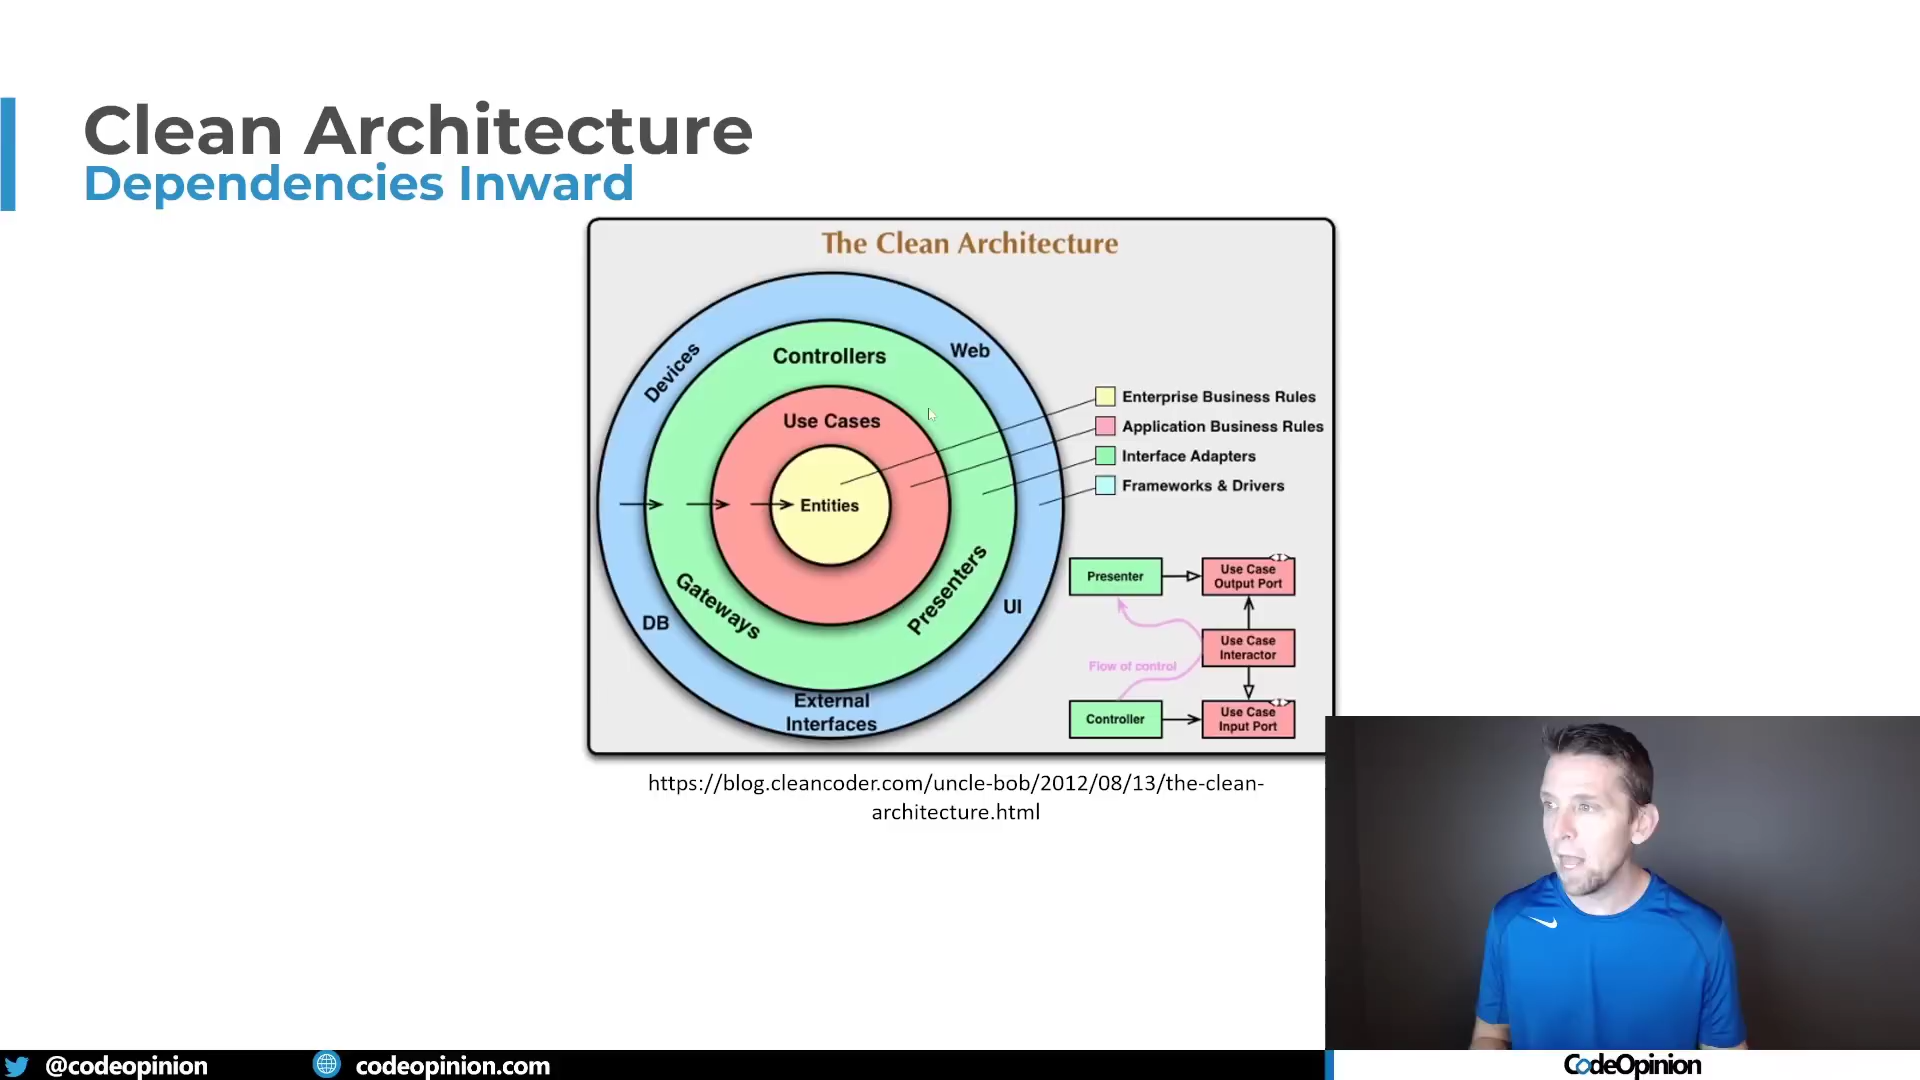 Clean Architecture
Dependencies Inward
The Clean Architecture
Devices
Controllers
Web
Use Cases
Entities
Gateways
Presenters
DB
UI
External
Interfaces
Enterprise Business Rules
Application Business Rules
Interface Adapters
Frameworks & Drivers
Presenter
<I>
Use Case
Output Port
Use Case
Interactor
Flow of control
Controller
<I>
Use Case
Input Port
https://blog.cleancoder.com/uncle-bob/2012/08/13/the-clean-
architecture.html
@codeopinion
codeopinion.com
CodeOpinion